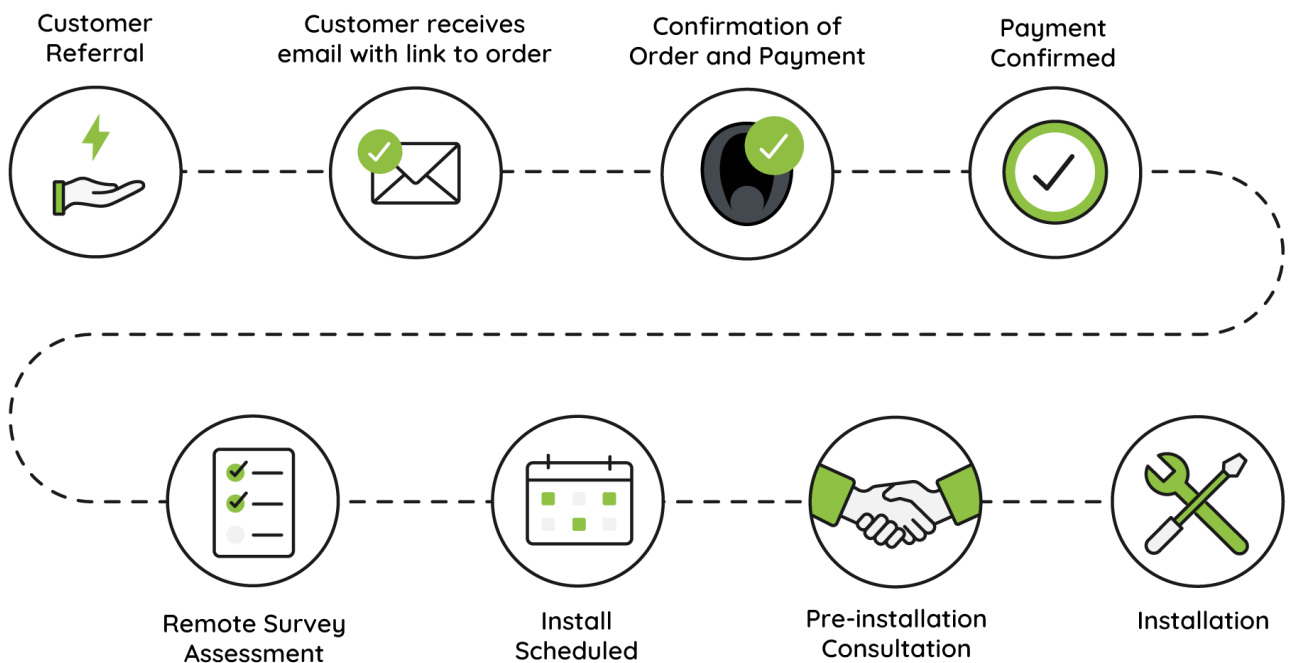 Customer
Referral
Customer receives
email with link to order
Confirmation of
Order and Payment
Payment
Confirmed
Remote Survey
Assessment
Install
Scheduled
Pre-installation
Consultation
Installation